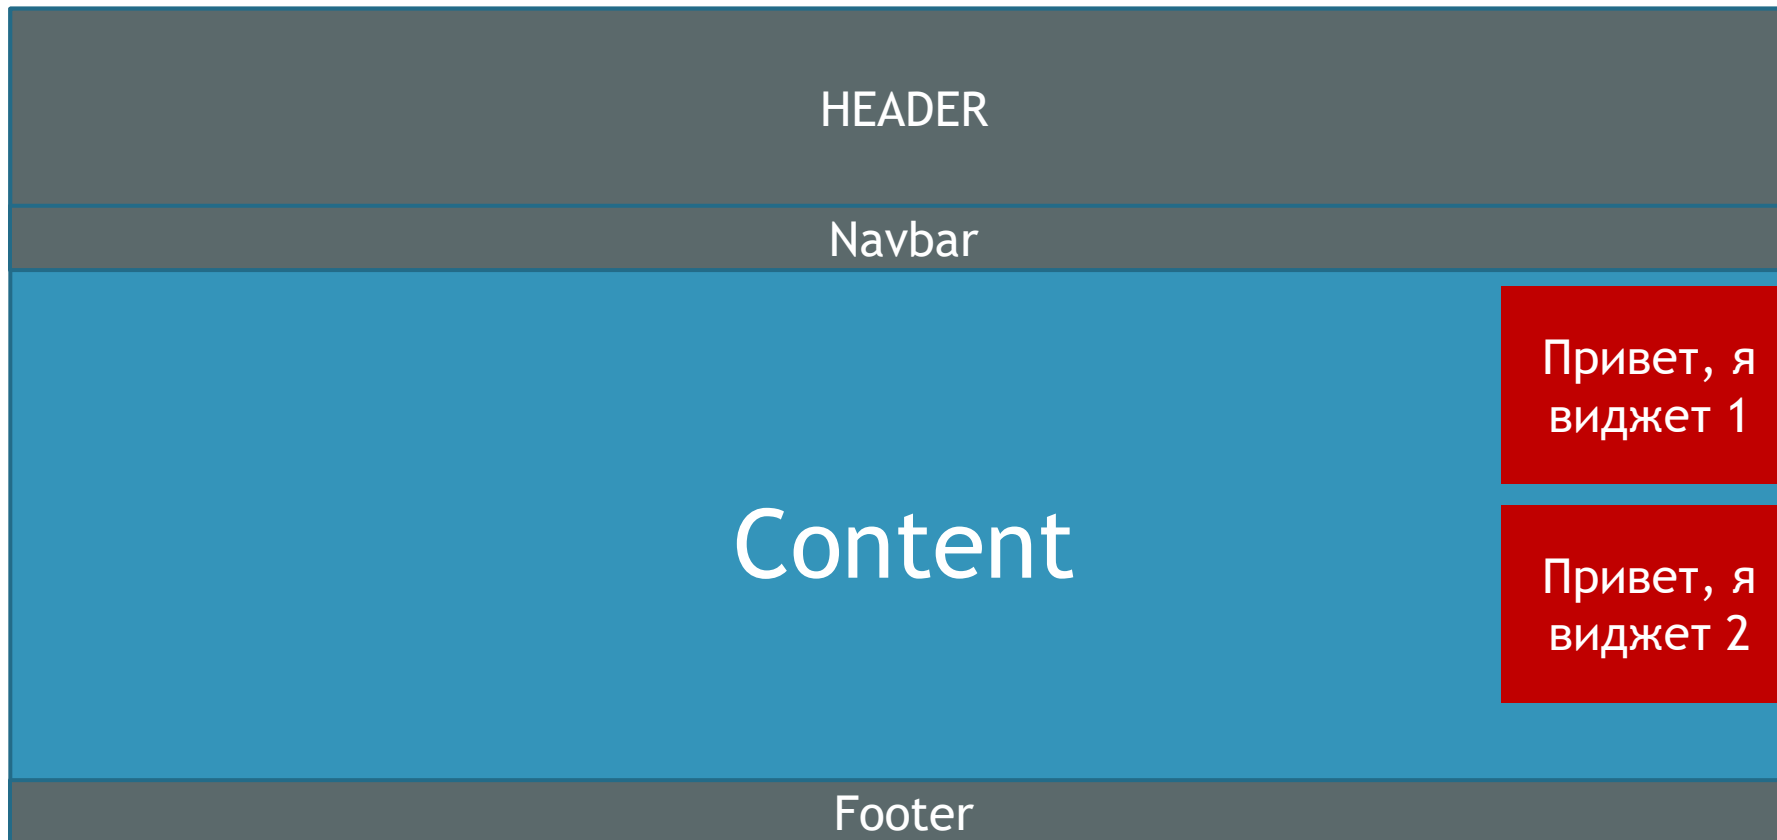 HEADER
Navbar
Content
Привет, я
виджет 1
Привет, я
виджет 2
Footer